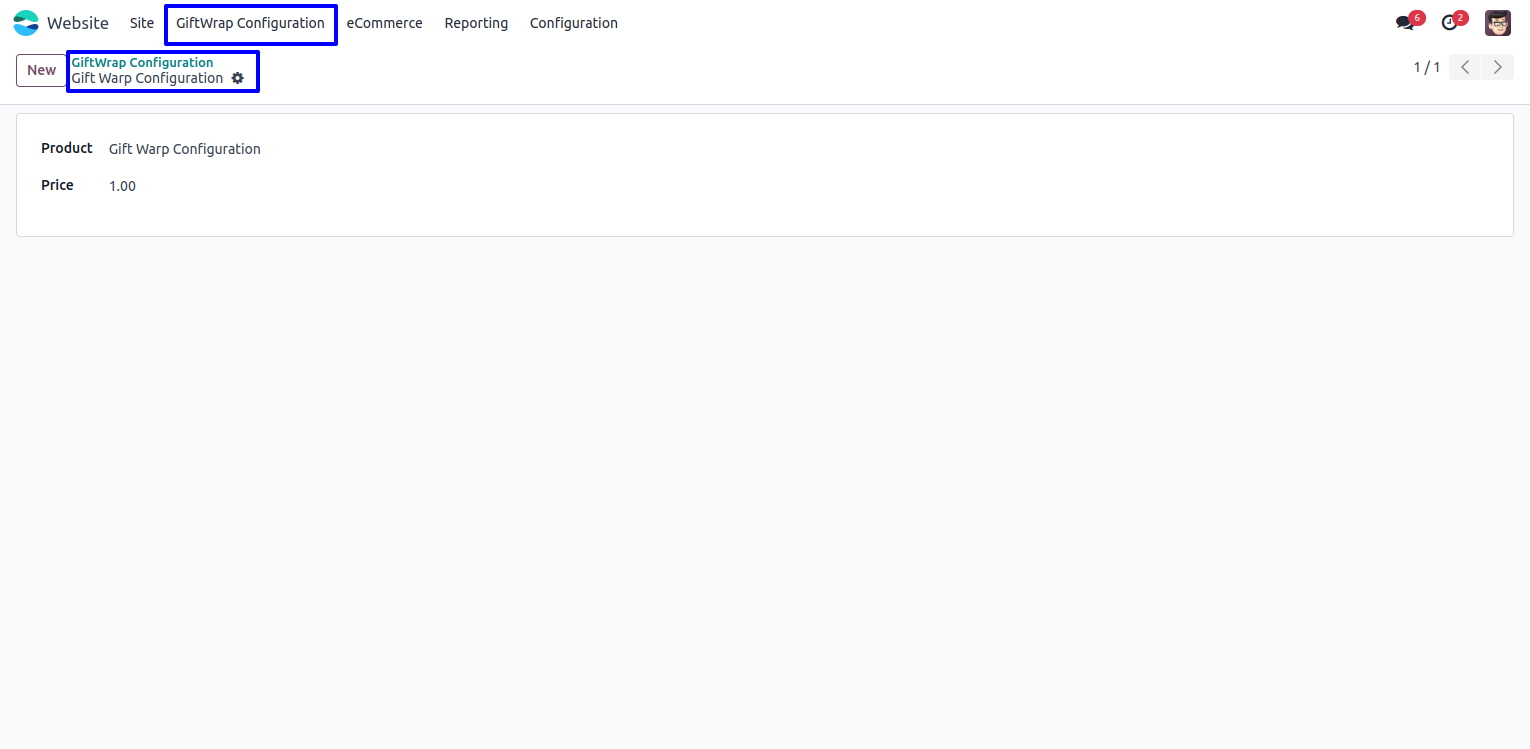 Website Site GiftWrap Configuration eCommerce Reporting Configuration 6 2
New
GiftWrap Configuration
Gift Warp Configuration
1 / 1
Product Gift Warp Configuration
Price 1.00